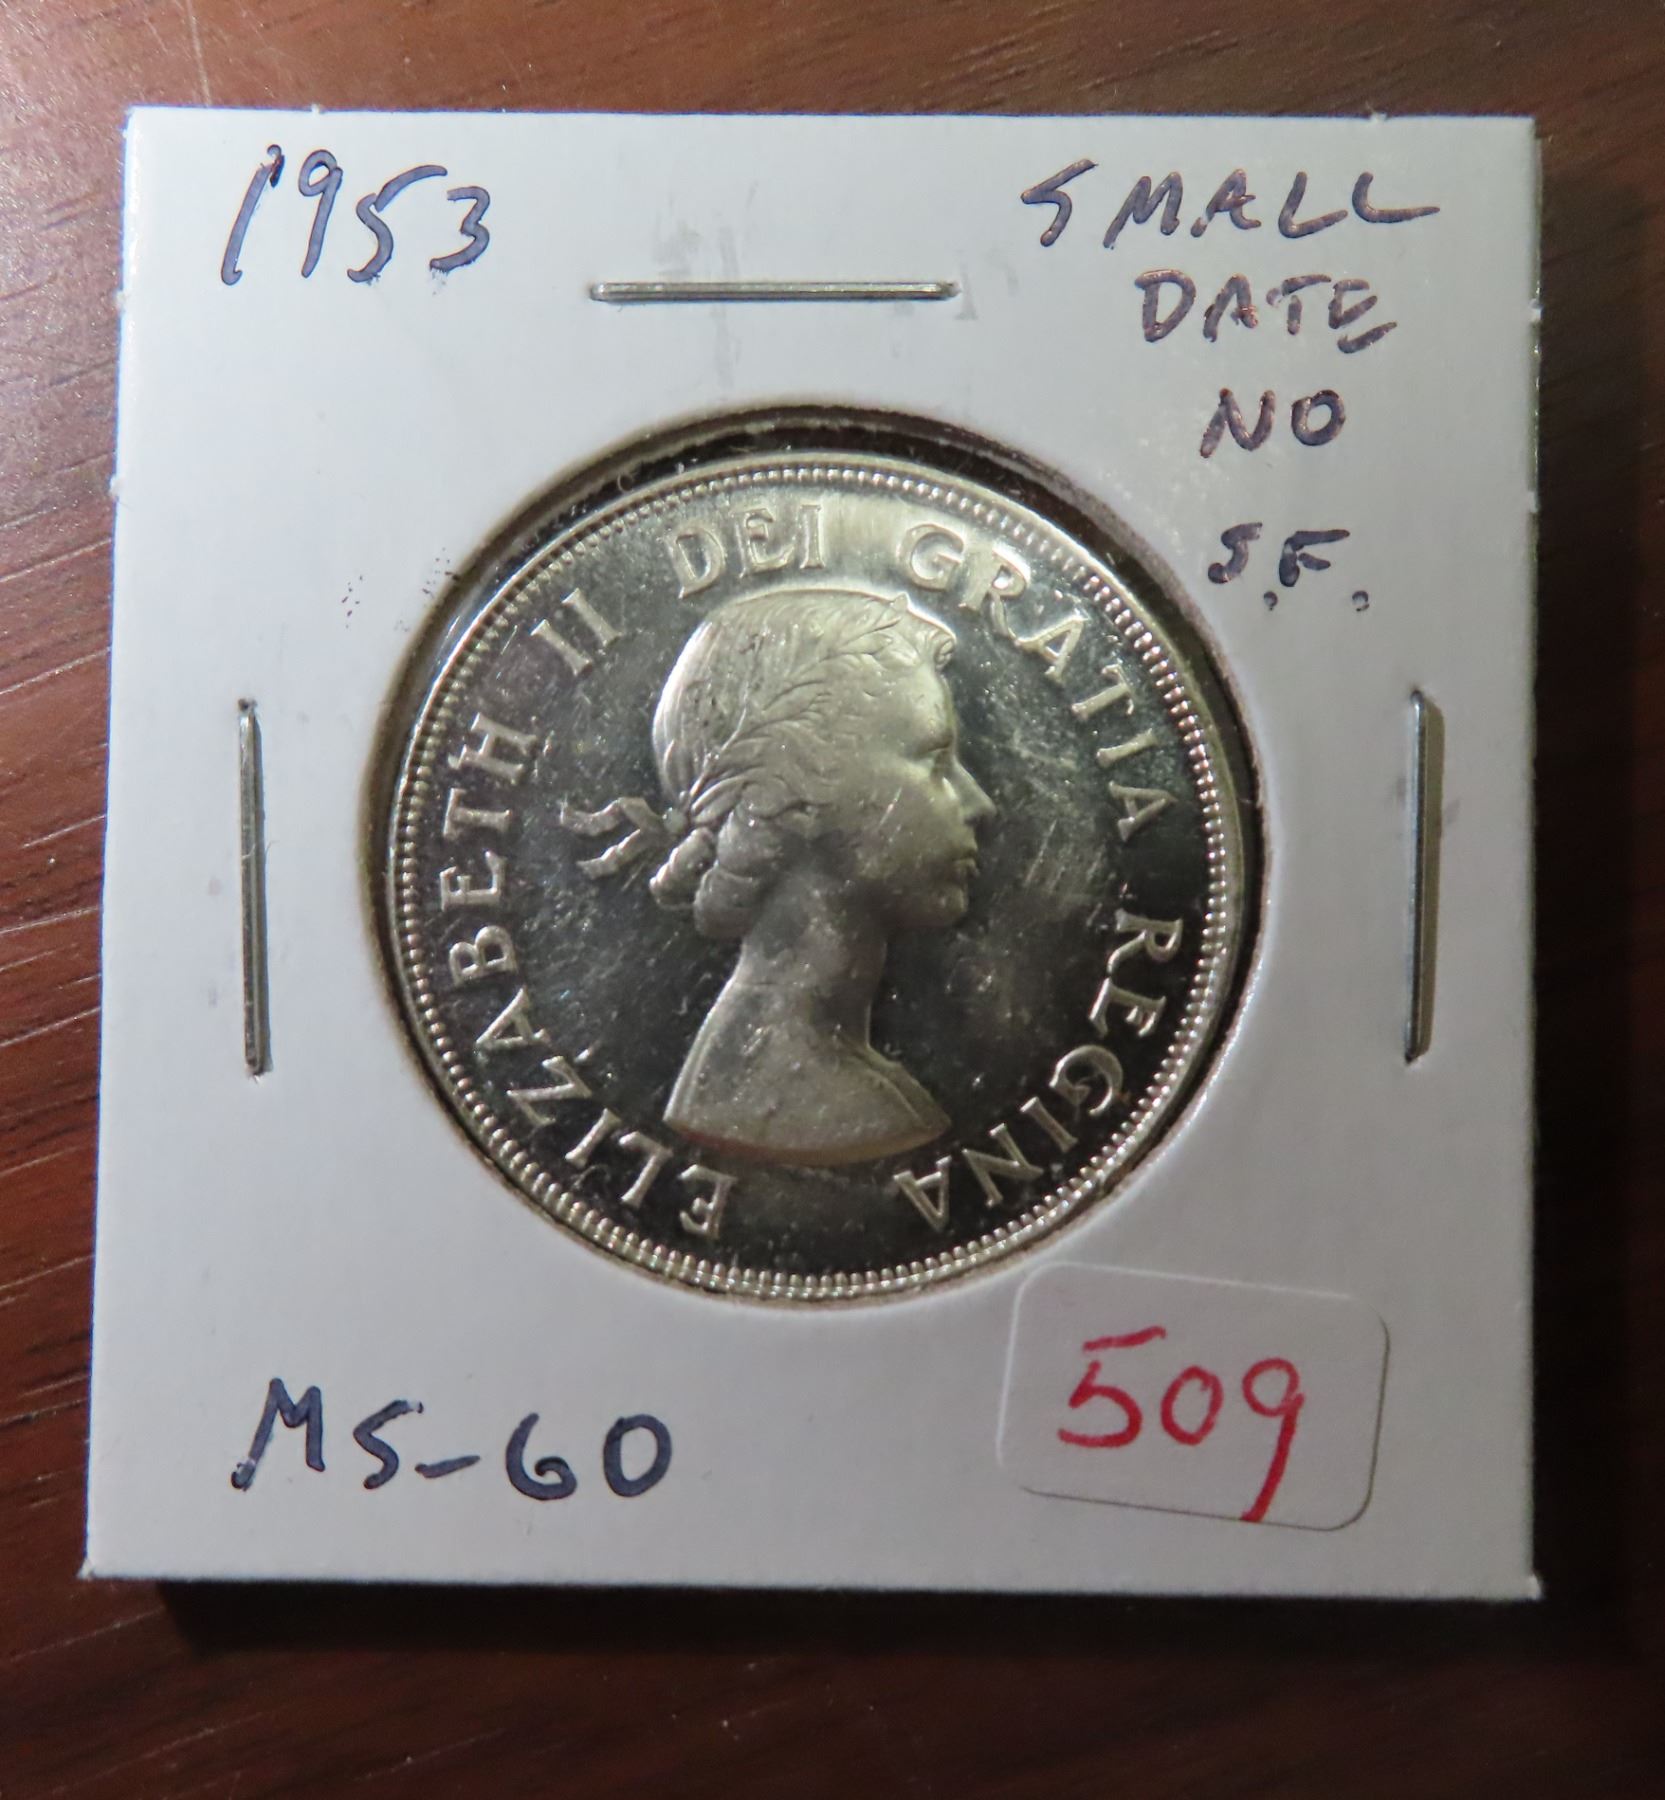 1953
SMALL
DATE
NO
S.F.
ELIZABETH II DEI GRATIA REGINA
MS-60
509